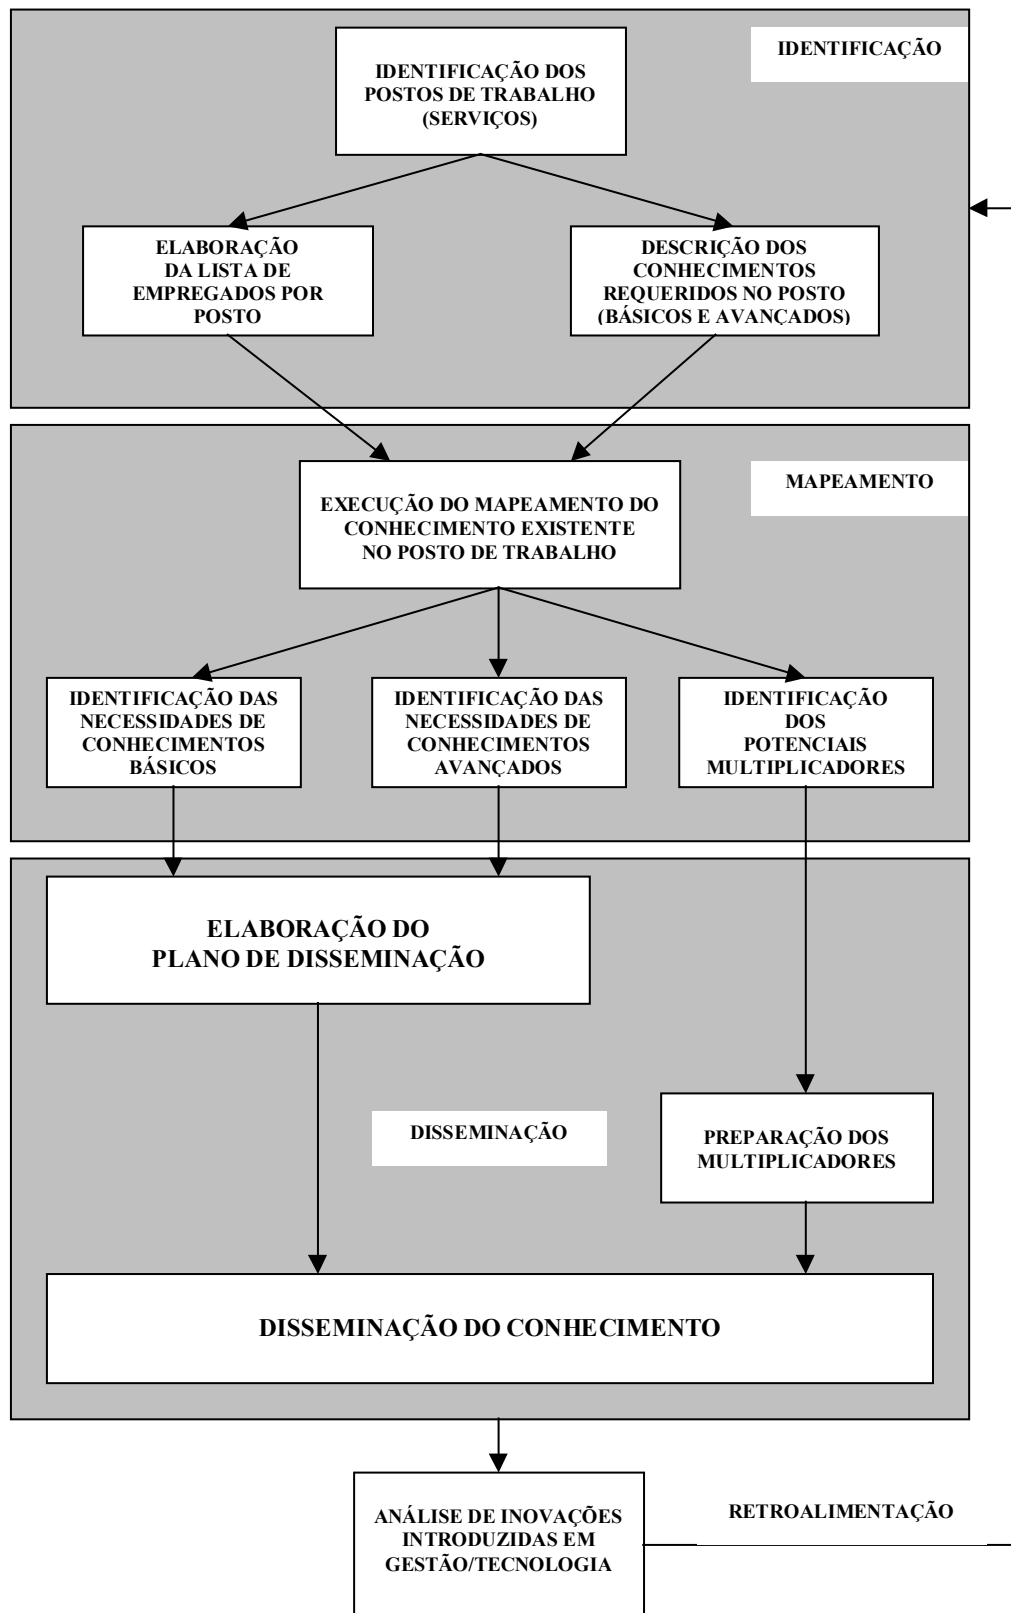 IDENTIFICAÇÃO
IDENTIFICAÇÃO DOS
POSTOS DE TRABALHO
(SERVIÇOS)
ELABORAÇÃO
DA LISTA DE
EMPREGADOS POR
POSTO
DESCRIÇÃO DOS
CONHECIMENTOS
REQUERIDOS NO POSTO
(BÁSICOS E AVANÇADOS)
MAPEAMENTO
EXECUÇÃO DO MAPEAMENTO DO
CONHECIMENTO EXISTENTE
NO POSTO DE TRABALHO
IDENTIFICAÇÃO DAS
NECESSIDADES DE
CONHECIMENTOS
BÁSICOS
IDENTIFICAÇÃO DAS
NECESSIDADES DE
CONHECIMENTOS
AVANÇADOS
IDENTIFICAÇÃO
DOS
POTENCIAIS
MULTIPLICADORES
ELABORAÇÃO DO
PLANO DE DISSEMINAÇÃO
DISSEMINAÇÃO
PREPARAÇÃO DOS
MULTIPLICADORES
DISSEMINAÇÃO DO CONHECIMENTO
ANÁLISE DE INOVAÇÕES
INTRODUZIDAS EM
GESTÃO/TECNOLOGIA
RETROALIMENTAÇÃO